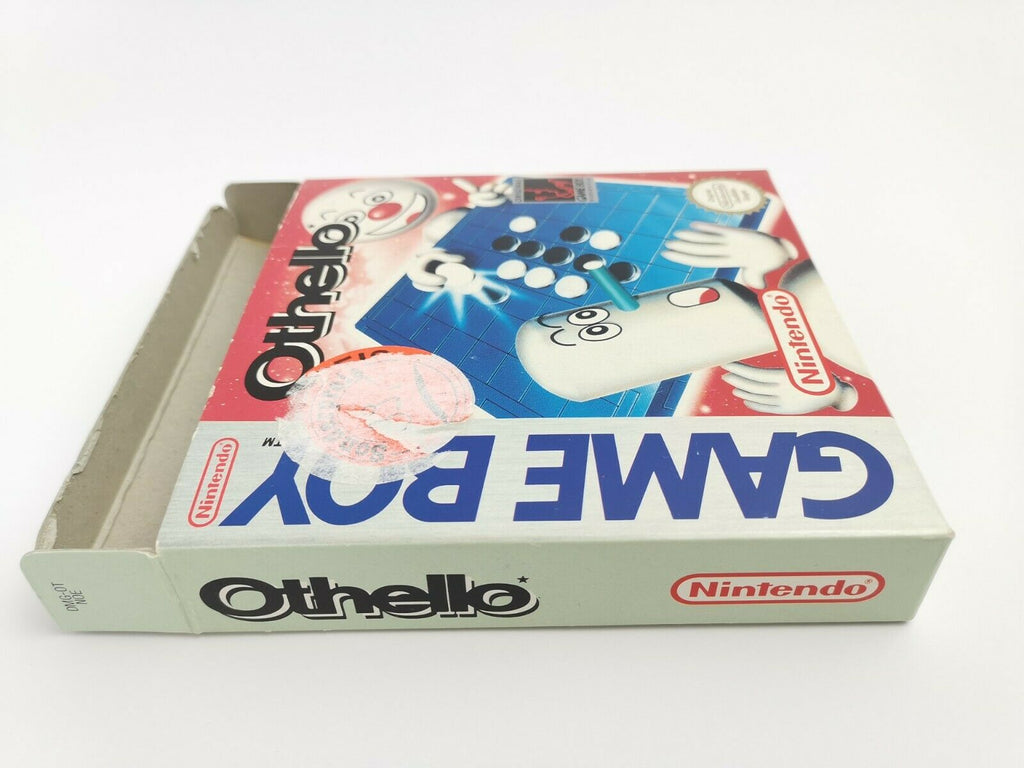 Othello
Nintendo
Nintendo
GAME BOY
TM
DMG-OT
NOE
Othello
Nintendo®